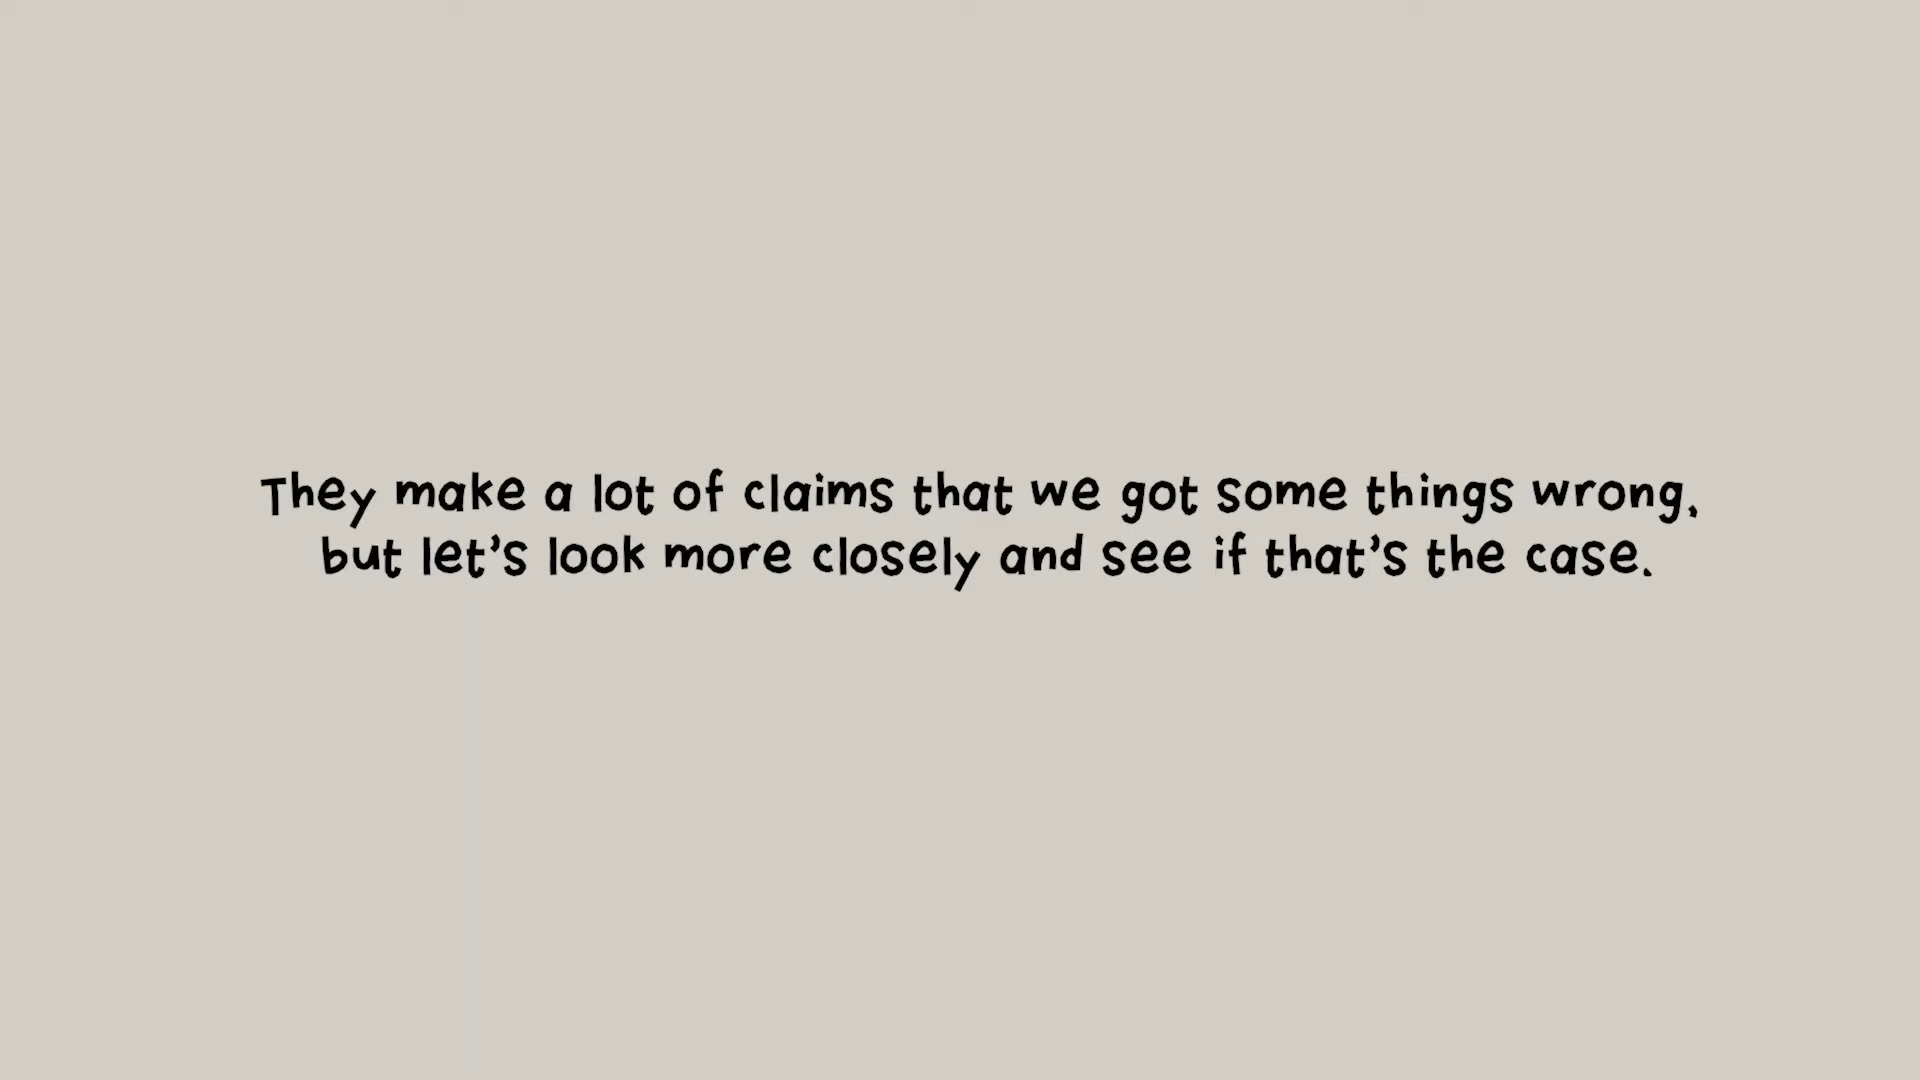 They make a lot of claims that we got some things wrong,
but let's look more closely and see if that's the case.